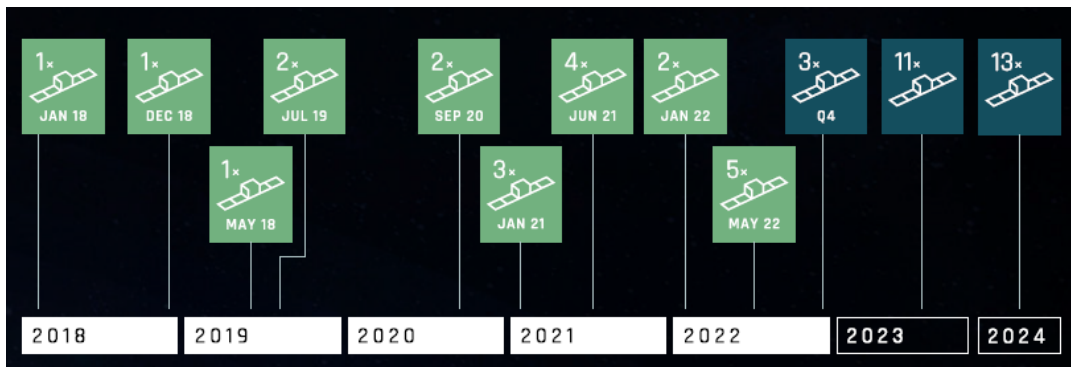 1×
JAN 18
1×
DEC 18
2×
JUL 19
2×
SEP 20
4×
JUN 21
2×
JAN 22
3×
Q4
11×
13×
1×
MAY 18
3×
JAN 21
5×
MAY 22
2018
2019
2020
2021
2022
2023
2024